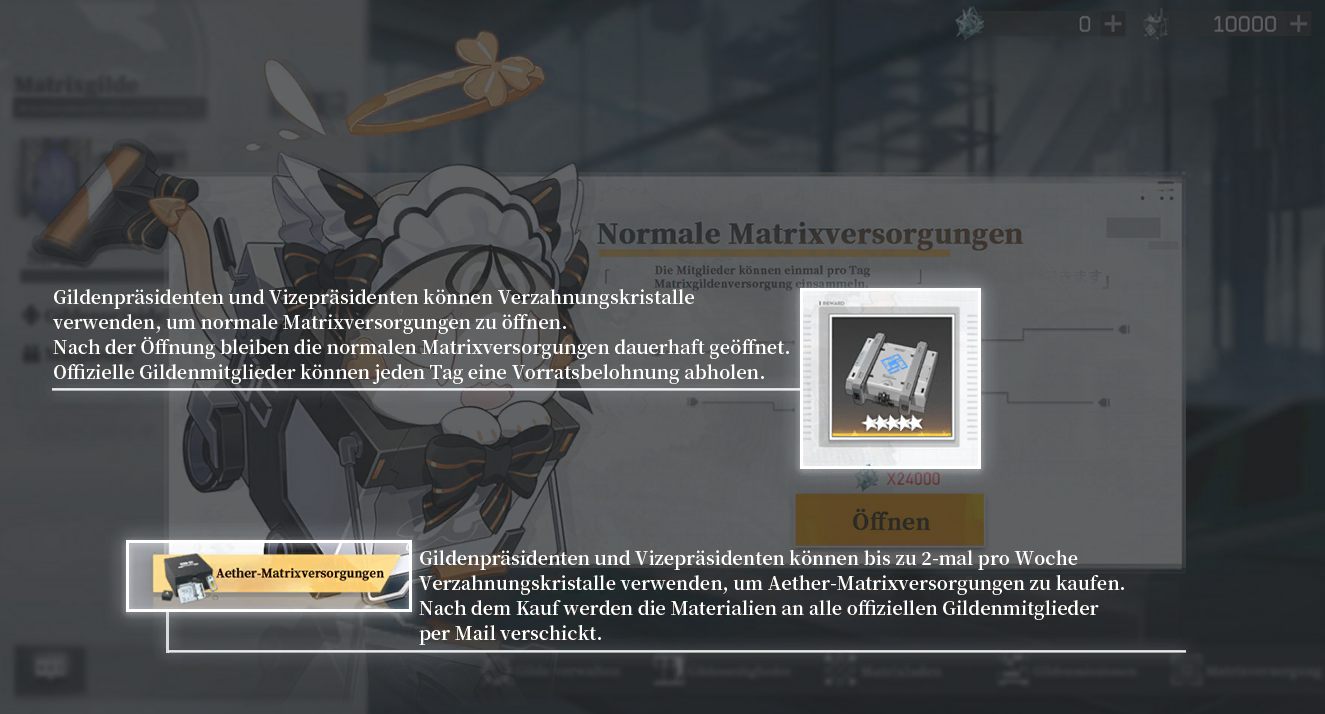 0
10000
Matrixgilde
Normale Matrixversorgungen
Die Mitglieder können einmal pro Tag
Matrixgildenversorgung einsammeln.
Gildenpräsidenten und Vizepräsidenten können Verzahnungskristalle
verwenden, um normale Matrixversorgungen zu öffnen.
Nach der Öffnung bleiben die normalen Matrixversorgungen dauerhaft geöffnet.
Offizielle Gildenmitglieder können jeden Tag eine Vorratsbelohnung abholen.
REWARD
X24000
Öffnen
Aether-Matrixversorgungen
Gildenpräsidenten und Vizepräsidenten können bis zu 2-mal pro Woche
Verzahnungskristalle verwenden, um Aether-Matrixversorgungen zu kaufen.
Nach dem Kauf werden die Materialien an alle offiziellen Gildenmitglieder
per Mail verschickt.